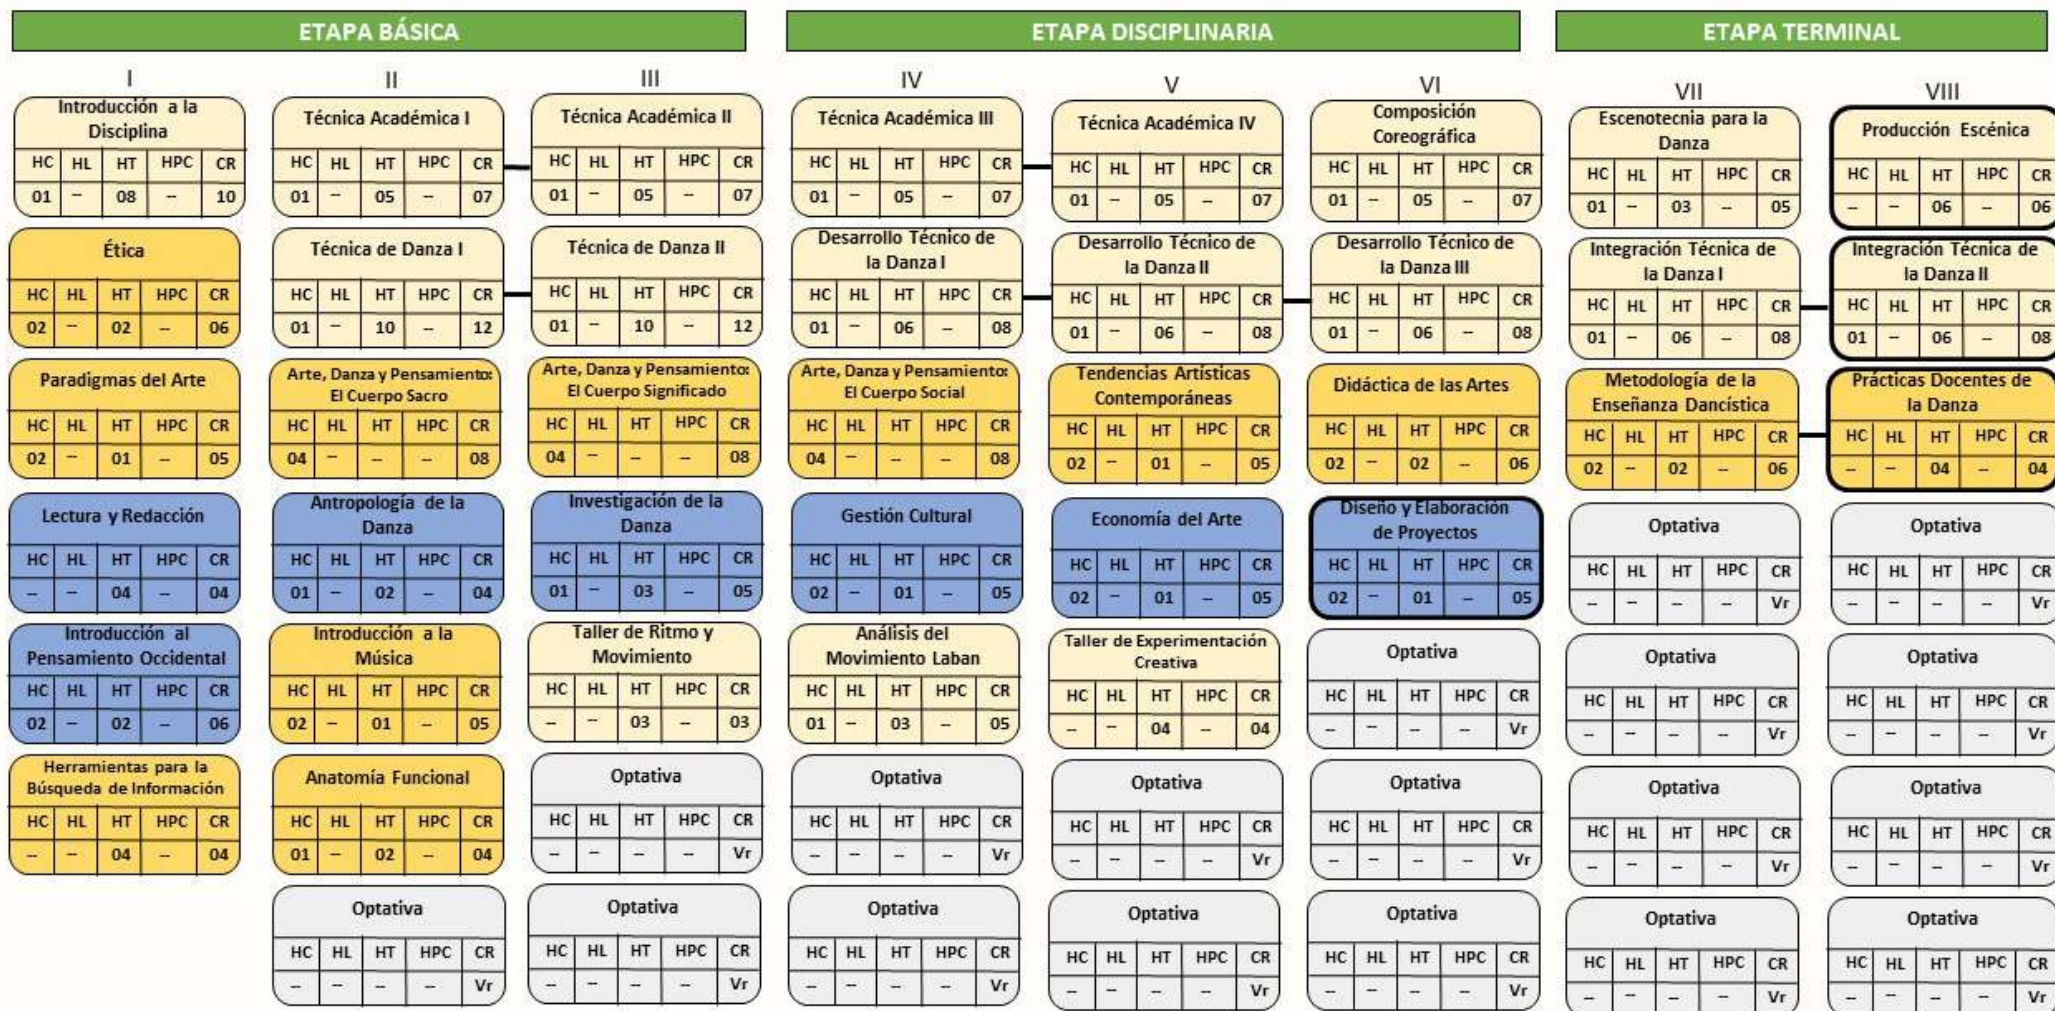 ETAPA BÁSICA
ETAPA DISCIPLINARIA
ETAPA TERMINAL
I
Introducción a la
Disciplina
HC HL HT HPC CR
01 -- 08 -- 10
Ética
HC HL HT HPC CR
02 -- 02 -- 06
Paradigmas del Arte
HC HL HT HPC CR
02 -- 01 -- 05
Lectura y Redacción
HC HL HT HPC CR
-- -- 04 -- 04
Introducción al
Pensamiento Occidental
HC HL HT HPC CR
02 -- 02 -- 06
Herramientas para la
Búsqueda de Información
HC HL HT HPC CR
-- -- 04 -- 04
II
Técnica Académica I
HC HL HT HPC CR
01 -- 05 -- 07
Técnica de Danza I
HC HL HT HPC CR
01 -- 10 -- 12
Arte, Danza y Pensamiento:
El Cuerpo Sacro
HC HL HT HPC CR
04 -- -- -- 08
Antropología de la
Danza
HC HL HT HPC CR
01 -- 02 -- 04
Introducción a la
Música
HC HL HT HPC CR
02 -- 01 -- 05
Anatomía Funcional
HC HL HT HPC CR
01 -- 02 -- 04
Optativa
HC HL HT HPC CR
-- -- -- -- Vr
III
Técnica Académica II
HC HL HT HPC CR
01 -- 05 -- 07
Técnica de Danza II
HC HL HT HPC CR
01 -- 10 -- 12
Arte, Danza y Pensamiento:
El Cuerpo Significado
HC HL HT HPC CR
04 -- -- -- 08
Investigación de la
Danza
HC HL HT HPC CR
01 -- 03 -- 05
Taller de Ritmo y
Movimiento
HC HL HT HPC CR
-- -- 03 -- 03
Optativa
HC HL HT HPC CR
-- -- -- -- Vr
Optativa
HC HL HT HPC CR
-- -- -- -- Vr
IV
Técnica Académica III
HC HL HT HPC CR
01 -- 05 -- 07
Desarrollo Técnico de
la Danza I
HC HL HT HPC CR
01 -- 06 -- 08
Arte, Danza y Pensamiento:
El Cuerpo Social
HC HL HT HPC CR
04 -- -- -- 08
Gestión Cultural
HC HL HT HPC CR
02 -- 01 -- 05
Análisis del
Movimiento Laban
HC HL HT HPC CR
01 -- 03 -- 05
Optativa
HC HL HT HPC CR
-- -- -- -- Vr
Optativa
HC HL HT HPC CR
-- -- -- -- Vr
V
Técnica Académica IV
HC HL HT HPC CR
01 -- 05 -- 07
Desarrollo Técnico de
la Danza II
HC HL HT HPC CR
01 -- 06 -- 08
Tendencias Artísticas
Contemporáneas
HC HL HT HPC CR
02 -- 01 -- 05
Economía del Arte
HC HL HT HPC CR
02 -- 01 -- 05
Taller de Experimentación
Creativa
HC HL HT HPC CR
-- -- 04 -- 04
Optativa
HC HL HT HPC CR
-- -- -- -- Vr
Optativa
HC HL HT HPC CR
-- -- -- -- Vr
VI
Composición
Coreográfica
HC HL HT HPC CR
01 -- 05 -- 07
Desarrollo Técnico de
la Danza III
HC HL HT HPC CR
01 -- 06 -- 08
Didáctica de las Artes
HC HL HT HPC CR
02 -- 02 -- 06
Diseño y Elaboración
de Proyectos
HC HL HT HPC CR
02 -- 01 -- 05
Optativa
HC HL HT HPC CR
-- -- -- -- Vr
Optativa
HC HL HT HPC CR
-- -- -- -- Vr
Optativa
HC HL HT HPC CR
-- -- -- -- Vr
VII
Escenotecnia para la
Danza
HC HL HT HPC CR
01 -- 03 -- 05
Integración Técnica de
la Danza I
HC HL HT HPC CR
01 -- 06 -- 08
Metodología de la
Enseñanza Dancística
HC HL HT HPC CR
02 -- 02 -- 06
Optativa
HC HL HT HPC CR
-- -- -- -- Vr
Optativa
HC HL HT HPC CR
-- -- -- -- Vr
Optativa
HC HL HT HPC CR
-- -- -- -- Vr
Optativa
HC HL HT HPC CR
-- -- -- -- Vr
VIII
Producción Escénica
HC HL HT HPC CR
-- -- 06 -- 06
Integración Técnica de
la Danza II
HC HL HT HPC CR
01 -- 06 -- 08
Prácticas Docentes de
la Danza
HC HL HT HPC CR
-- -- 04 -- 04
Optativa
HC HL HT HPC CR
-- -- -- -- Vr
Optativa
HC HL HT HPC CR
-- -- -- -- Vr
Optativa
HC HL HT HPC CR
-- -- -- -- Vr
Optativa
HC HL HT HPC CR
-- -- -- -- Vr